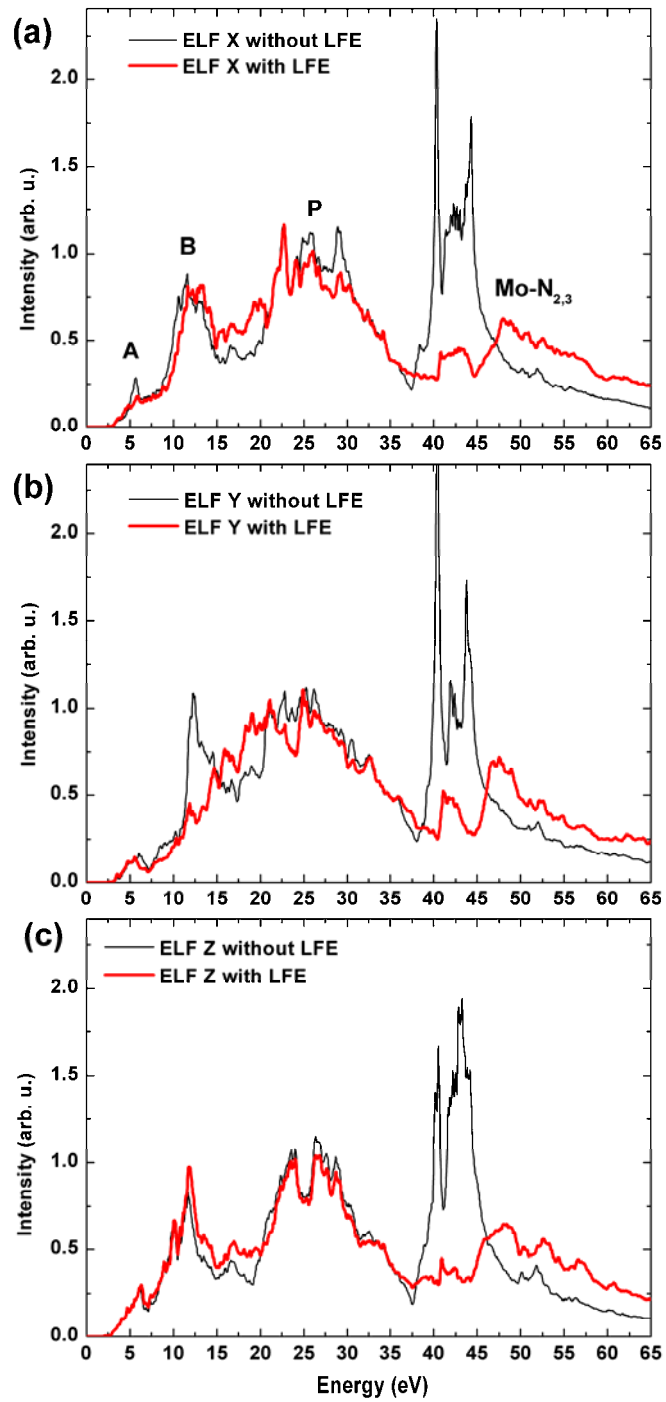 (a)
ELF X without LFE
ELF X with LFE
A
B
P
Mo-N2,3
Intensity (arb. u.)
2.0
1.5
1.0
0.5
0.0
0 5 10 15 20 25 30 35 40 45 50 55 60 65
(b)
ELF Y without LFE
ELF Y with LFE
Intensity (arb. u.)
2.0
1.5
1.0
0.5
0.0
0 5 10 15 20 25 30 35 40 45 50 55 60 65
(c)
ELF Z without LFE
ELF Z with LFE
Intensity (arb. u.)
2.0
1.5
1.0
0.5
0.0
0 5 10 15 20 25 30 35 40 45 50 55 60 65
Energy (eV)